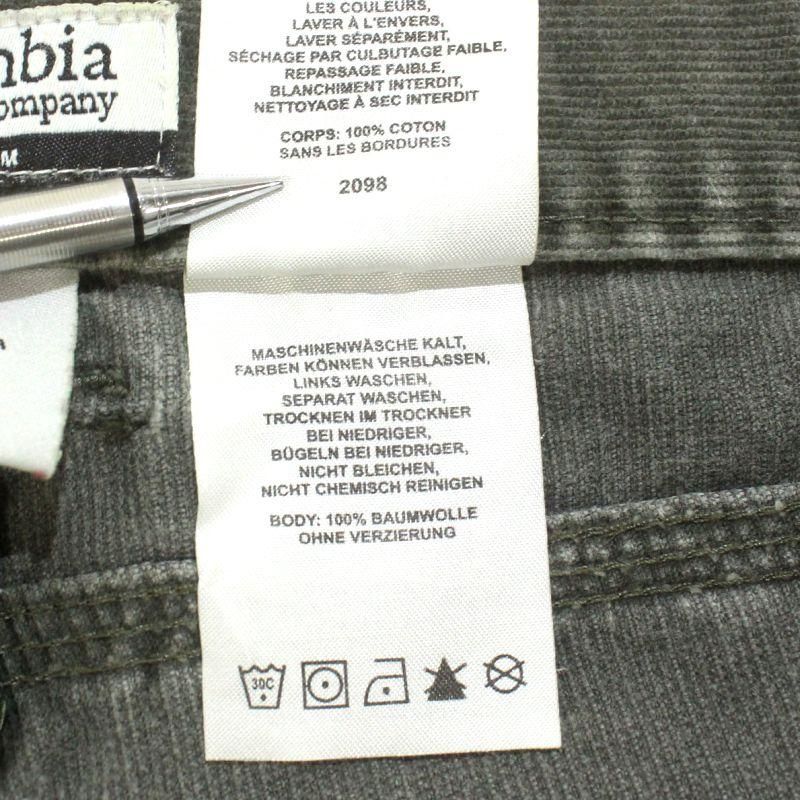 mbia
ompany
M
LES COULEURS,
LAVER À L'ENVERS,
LAVER SÉPARÉMENT,
SÉCHAGE PAR CULBUTAGE FAIBLE,
REPASSAGE FAIBLE,
BLANCHIMENT INTERDIT,
NETTOYAGE À SEC INTERDIT
CORPS: 100% COTON
SANS LES BORDURES
2098
MASCHINENWÄSCHE KALT,
FARBEN KÖNNEN VERBLASSEN,
LINKS WASCHEN,
SEPARAT WASCHEN,
TROCKNEN IM TROCKNER
BEI NIEDRIGER,
BÜGELN BEI NIEDRIGER,
NICHT BLEICHEN,
NICHT CHEMISCH REINIGEN
BODY: 100% BAUMWOLLE
OHNE VERZIERUNG
30C